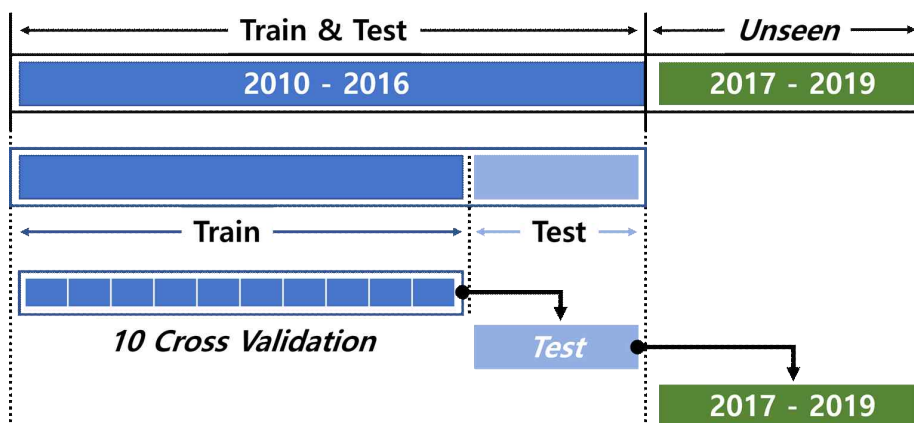 Train & Test
Unseen
2010 - 2016
2017 - 2019
Train
Test
10 Cross Validation
Test
2017 - 2019